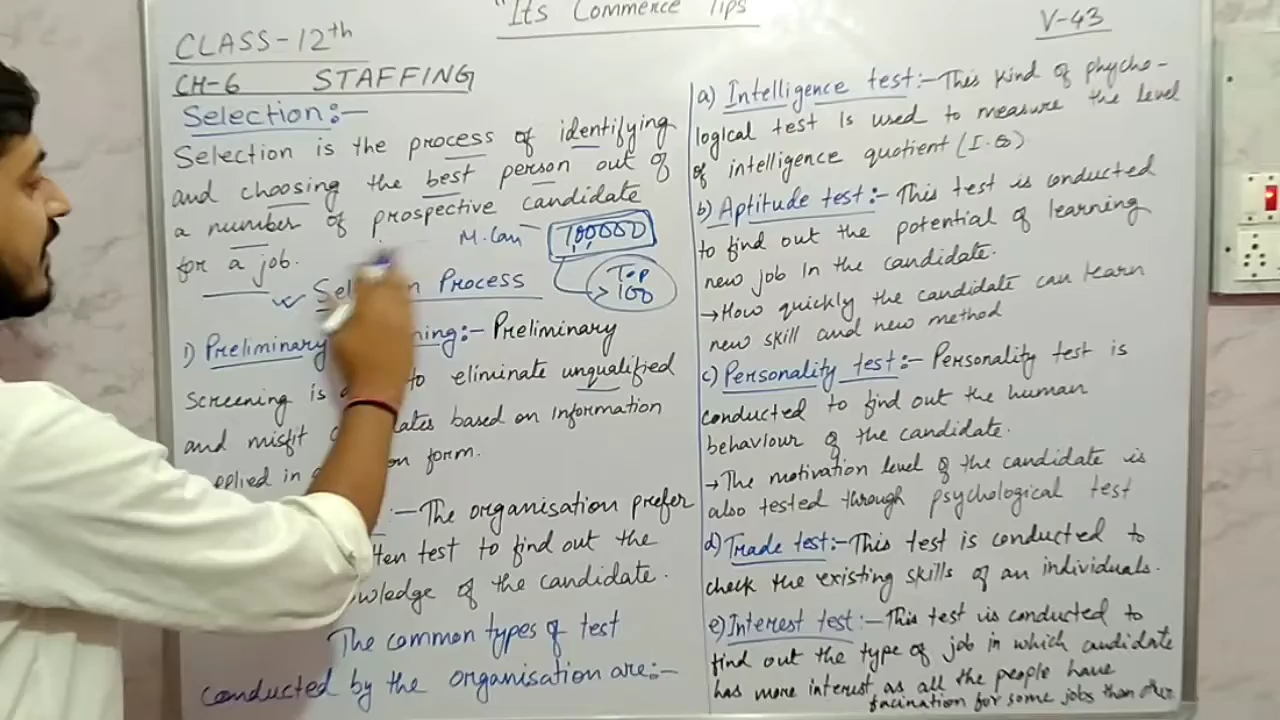 "Its Commerce Tips
V-43
CLASS-12th
CH-6 STAFFING
Selection:-
Selection is the process of identifying
and choosing the best person out of
a number of prospective candidate
for a job.
M.Com 100000
Top
100
Process
1) Preliminary :- Preliminary
screening is to eliminate unqualified
and misfit based on information
in form.
:- The organisation prefer
test to find out the
of the candidate.
The common types of test
conducted by the organisation are:-
a) Intelligence test:- This kind of phycho-
logical test is used to measure the level
of intelligence quotient (I.Q)
b) Aptitude test:- This test is conducted
to find out the potential of learning
new job in the candidate.
→ How quickly the candidate can learn
new skill and new method
c) Personality test:- Personality test is
conducted to find out the human
behaviour of the candidate.
→ The motivation level of the candidate is
also tested through psychological test
d) Trade test:- This test is conducted to
check the existing skills of an individuals.
e) Interest test:- This test is conducted to
find out the type of job in which candidate
has more interest as all the people have
facination for some jobs than other